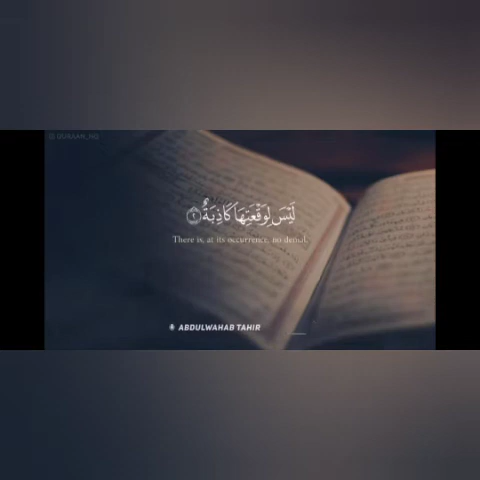 لَيْسَ لِوَقْعَتِهَا كَاذِبَةٌ ۝٢
There is, at its occurrence, no denial.
ABDULWAHAB TAHIR